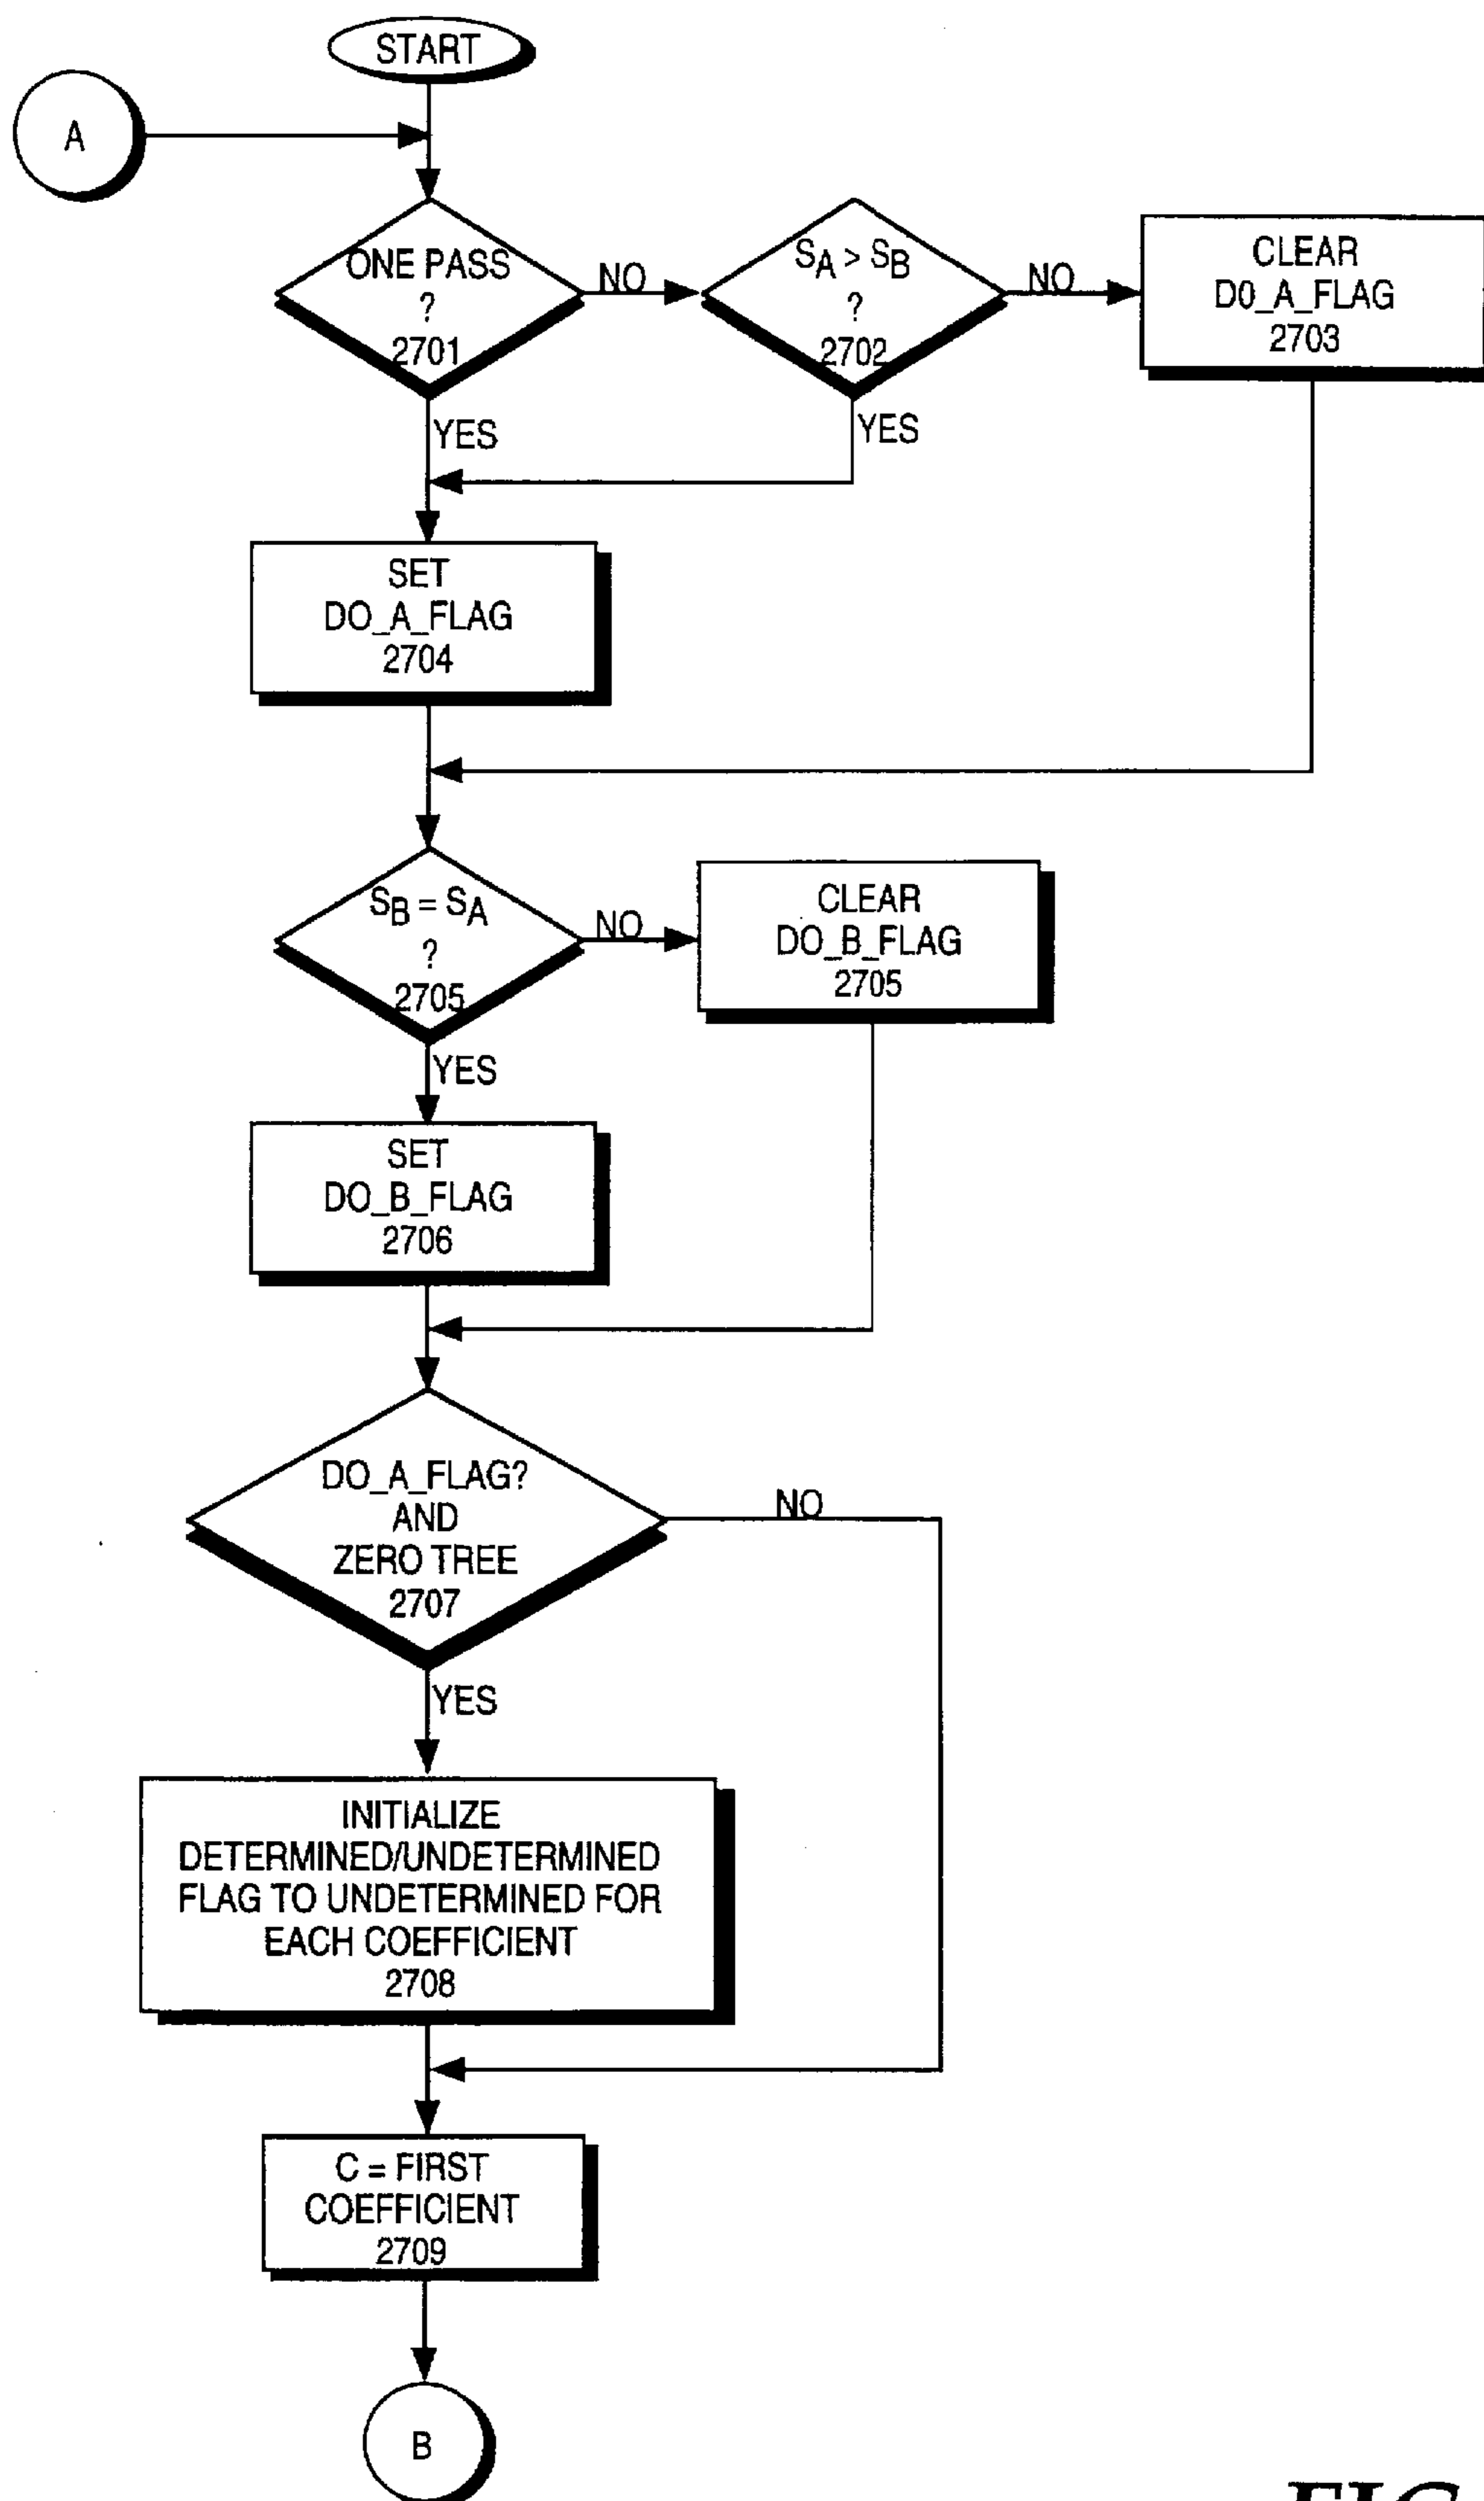 START
A
ONE PASS
?
2701
NO
SA > SB
?
2702
NO
CLEAR
D0_A_FLAG
2703
YES
YES
SET
DO_A_FLAG
2704
SB = SA
?
2705
NO
CLEAR
DO_B_FLAG
2705
YES
SET
DO_B_FLAG
2706
DO_A_FLAG?
AND
ZERO TREE
2707
NO
YES
INITIALIZE
DETERMINED/UNDETERMINED
FLAG TO UNDETERMINED FOR
EACH COEFFICIENT
2708
C = FIRST
COEFFICIENT
2709
B